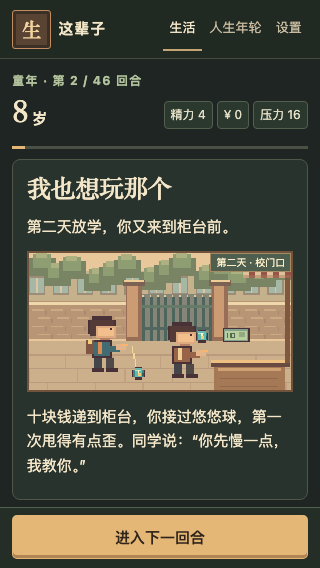 生 这辈子 生活 人生年轮 设置
童年 · 第 2 / 46 回合
8 岁 精力 4 ¥ 0 压力 16
我也想玩那个
第二天放学，你又来到柜台前。
第二天 · 校门口
十块钱递到柜台，你接过悠悠球，第一
次甩得有点歪。同学说：“你先慢一点，
我教你。”
进入下一回合